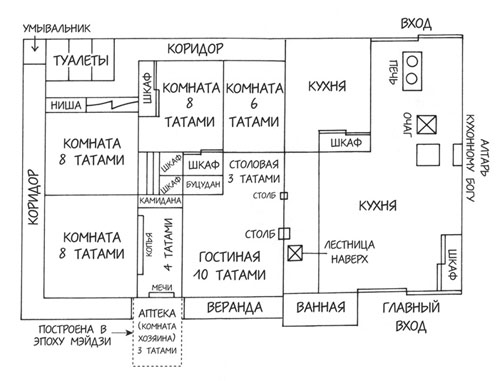 УМЫВАЛЬНИК
ВХОД
ТУАЛЕТЫ
КОРИДОР
ШКАФ
КОМНАТА
8
ТАТАМИ
КОМНАТА
6
ТАТАМИ
КУХНЯ
ПЕЧЬ
ОЧАГ
АЛТАРЬ
КУХОННОМУ БОГУ
НИША
КОМНАТА
8 ТАТАМИ
ШКАФ
ШКАФ
ШКАФ
СТОЛОВАЯ
3 ТАТАМИ
ШКАФ
БУЦУДАН
КАМИДАНА
СТОЛБ
КОРИДОР
КОМНАТА
8 ТАТАМИ
КОПЬЯ
4 ТАТАМИ
МЕЧИ
СТОЛБ
ГОСТИНАЯ
10 ТАТАМИ
ЛЕСТНИЦА
НАВЕРХ
КУХНЯ
ШКАФ
ПОСТРОЕНА В
ЭПОХУ МЭЙДЗИ
АПТЕКА
(КОМНАТА
ХОЗЯИНА)
3 ТАТАМИ
ВЕРАНДА
ВАННАЯ
ГЛАВНЫЙ
ВХОД